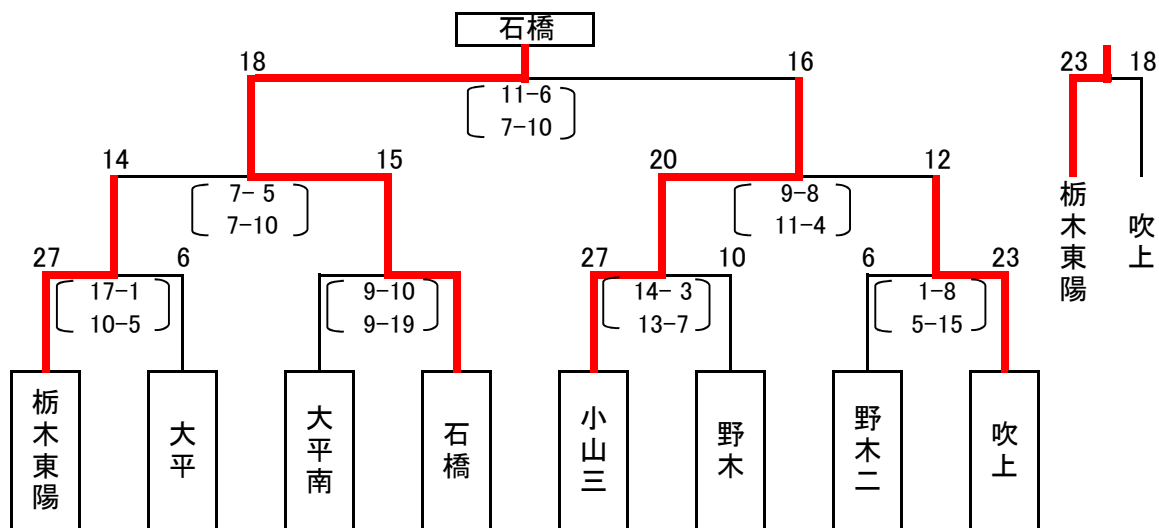 石橋
18
16
11-6
7-10
23
18
14
15
20
12
7- 5
7-10
9-8
11-4
栃木東陽
吹上
27
6
27
10
6
23
17-1
10-5
9-10
9-19
14- 3
13-7
1-8
5-15
栃木東陽
大平
大平南
石橋
小山三
野木
野木二
吹上